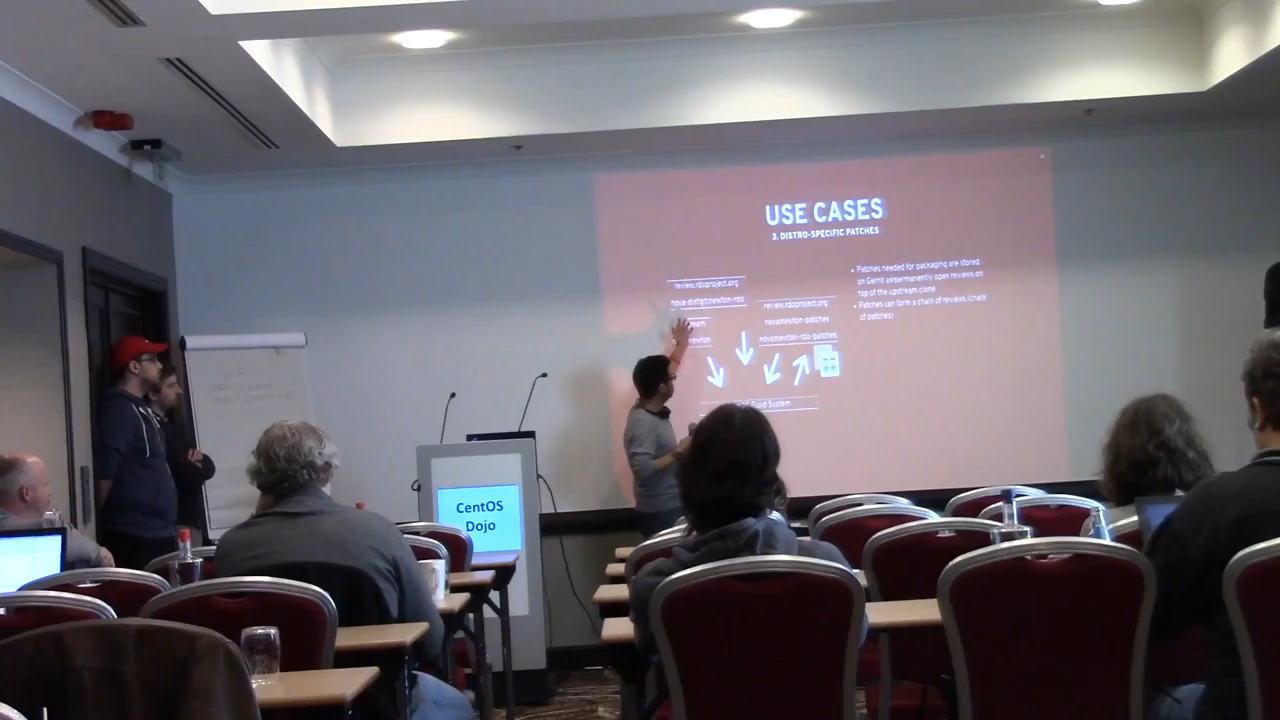 USE CASES
3. DISTRO-SPECIFIC PATCHES
review.rdoproject.org
nova-distgit:newton-rdo
review.rdoproject.org
nova:newton-patches
nova:newton-rdo-patches
Build System
• Patches needed for packaging are stored
on Gerrit as permanently open reviews on
top of the upstream clone
• Patches can form a chain of reviews (chain
of patches)
CentOS
Dojo